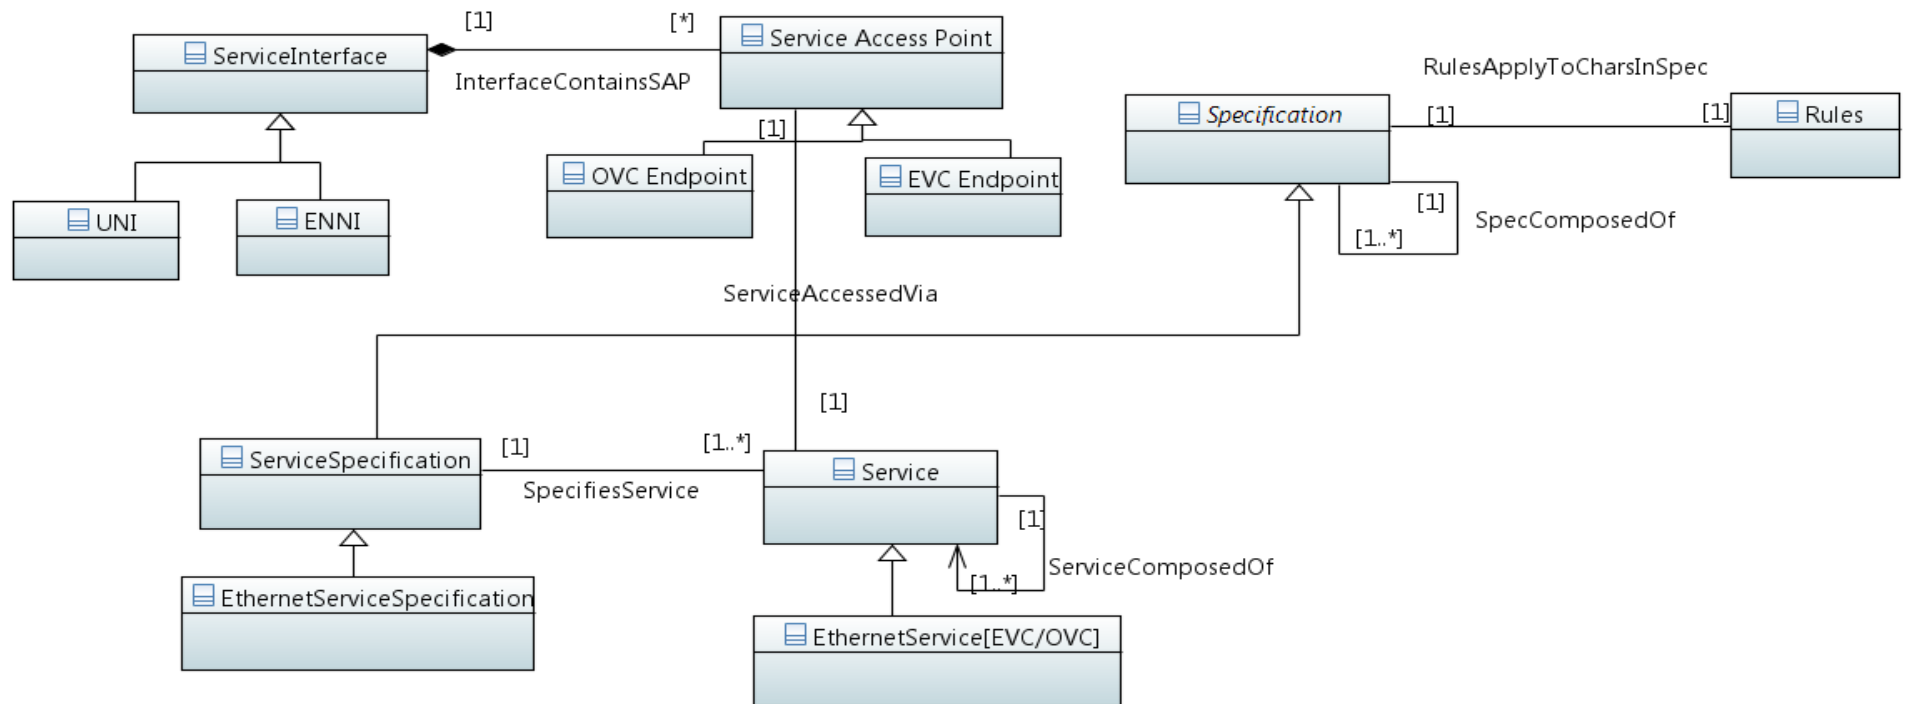 [1]
[*]
ServiceInterface
Service Access Point
InterfaceContainsSAP
RulesApplyToCharsInSpec
Specification
[1]
[1]
Rules
[1]
OVC Endpoint
EVC Endpoint
UNI
ENNI
[1]
SpecComposedOf
[1..*]
ServiceAccessedVia
[1]
ServiceSpecification
[1]
[1..*]
Service
SpecifiesService
[1]
ServiceComposedOf
[1..*]
EthernetServiceSpecification
EthernetService[EVC/OVC]